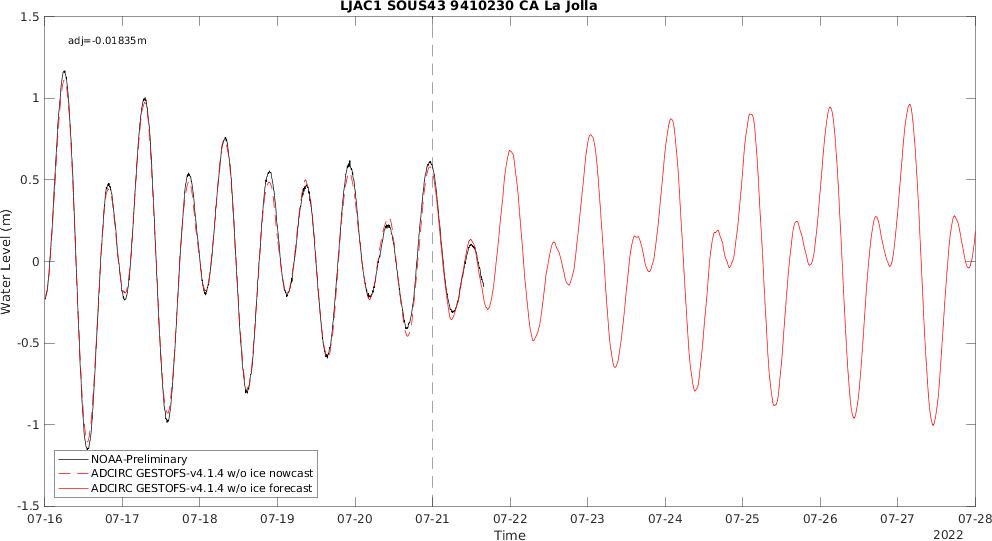 LJAC1 SOUS43 9410230 CA La Jolla
adj=-0.01835m
1.5
1
0.5
0
-0.5
-1
-1.5
Water Level (m)
NOAA-Preliminary
ADCIRC GESTOFS-v4.1.4 w/o ice nowcast
ADCIRC GESTOFS-v4.1.4 w/o ice forecast
07-16 07-17 07-18 07-19 07-20 07-21 07-22 07-23 07-24 07-25 07-26 07-27 07-28
Time
2022